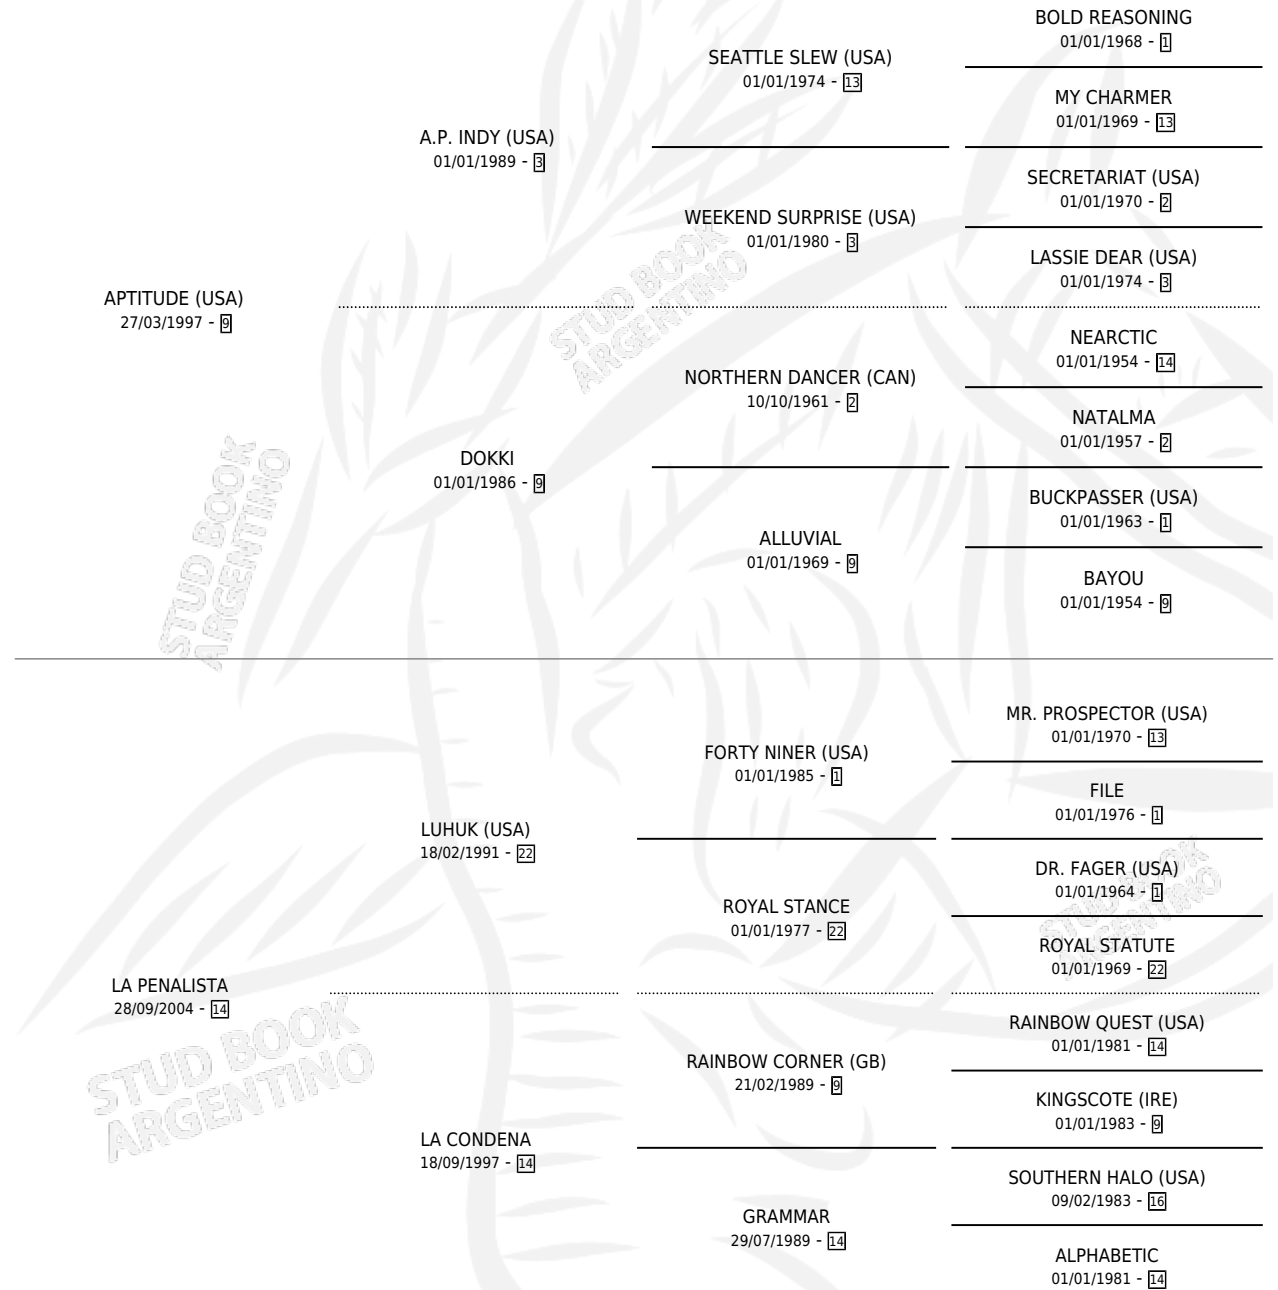 BOLD REASONING
01/01/1968 - 1
SEATTLE SLEW (USA)
01/01/1974 - 13
MY CHARMER
01/01/1969 - 13
A.P. INDY (USA)
01/01/1989 - 3
SECRETARIAT (USA)
01/01/1970 - 2
WEEKEND SURPRISE (USA)
01/01/1980 - 3
LASSIE DEAR (USA)
01/01/1974 - 3
APTITUDE (USA)
27/03/1997 - 9
NEARCTIC
01/01/1954 - 14
NORTHERN DANCER (CAN)
10/10/1961 - 2
NATALMA
01/01/1957 - 2
DOKKI
01/01/1986 - 9
BUCKPASSER (USA)
01/01/1963 - 1
ALLUVIAL
01/01/1969 - 9
BAYOU
01/01/1954 - 9
MR. PROSPECTOR (USA)
01/01/1970 - 13
FORTY NINER (USA)
01/01/1985 - 1
FILE
01/01/1976 - 1
LUHUK (USA)
18/02/1991 - 22
DR. FAGER (USA)
01/01/1964 - 1
ROYAL STANCE
01/01/1977 - 22
ROYAL STATUTE
01/01/1969 - 22
LA PENALISTA
28/09/2004 - 14
RAINBOW QUEST (USA)
01/01/1981 - 14
RAINBOW CORNER (GB)
21/02/1989 - 9
KINGSCOTE (IRE)
01/01/1983 - 9
LA CONDENA
18/09/1997 - 14
SOUTHERN HALO (USA)
09/02/1983 - 16
GRAMMAR
29/07/1989 - 14
ALPHABETIC
01/01/1981 - 14
STUD BOOK
ARGENTINO
STUD BOOK
ARGENTINO
STUD BOOK
ARGENTINO
STUD BOOK
ARGENTINO